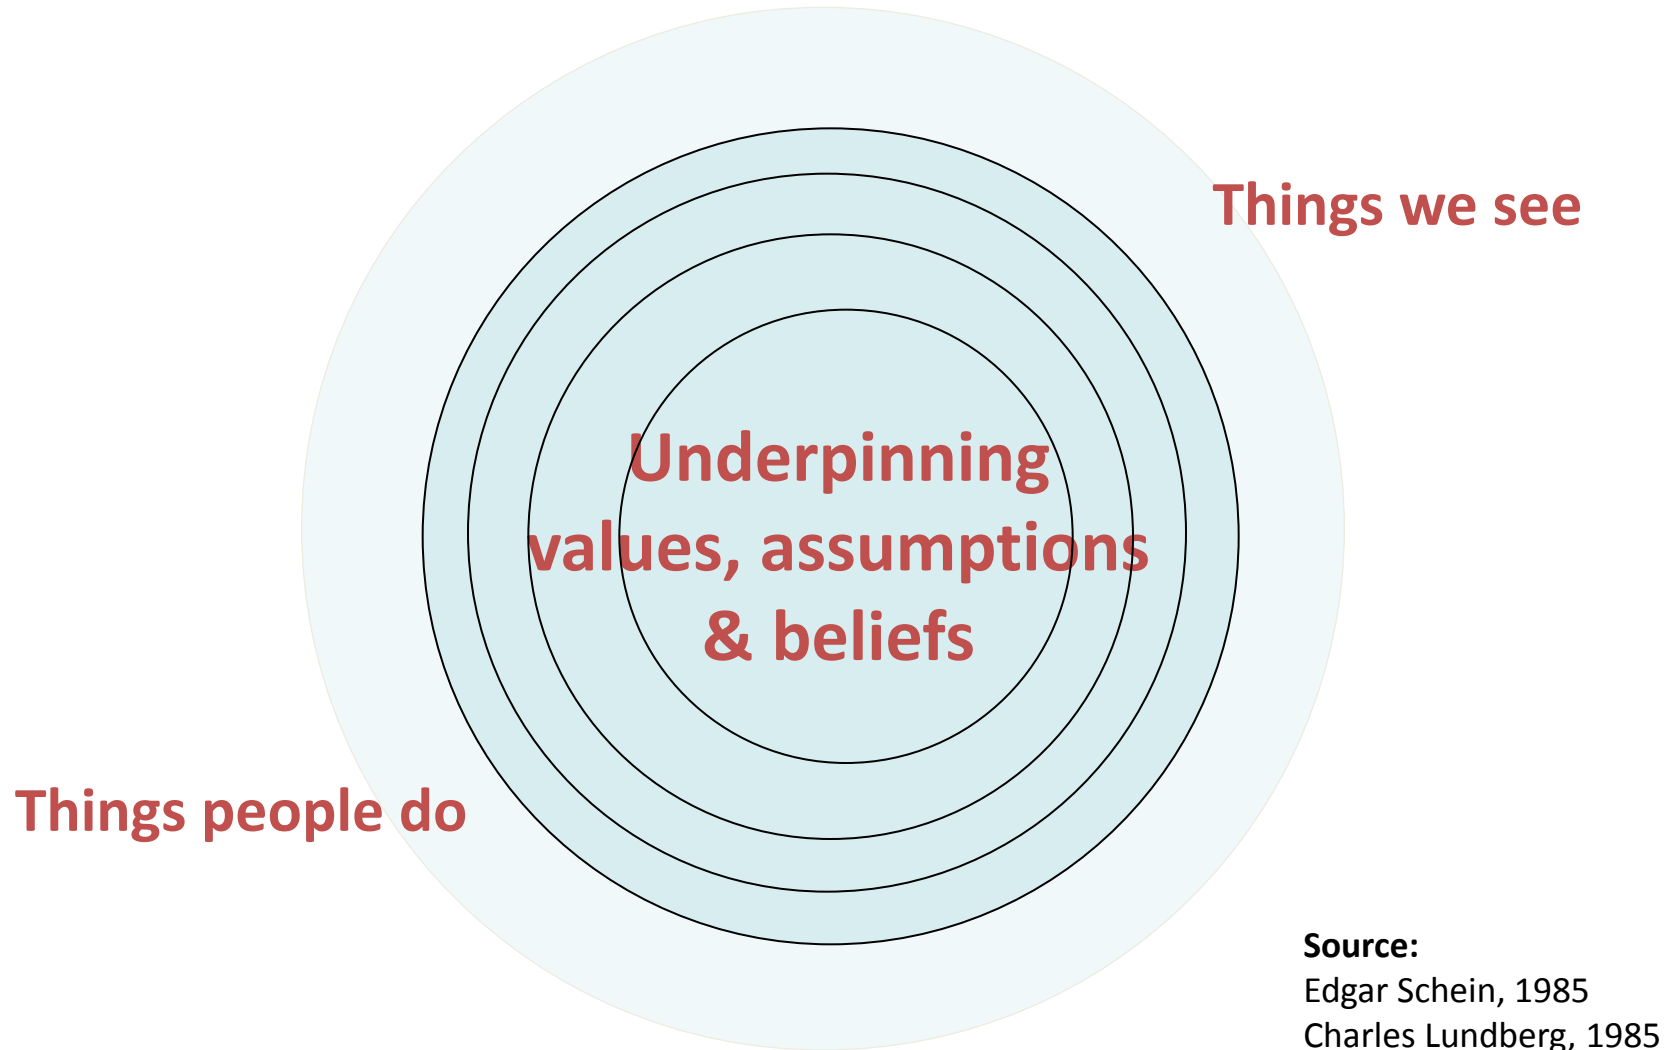 Things we see
Underpinning
values, assumptions
& beliefs
Things people do
Source:
Edgar Schein, 1985
Charles Lundberg, 1985